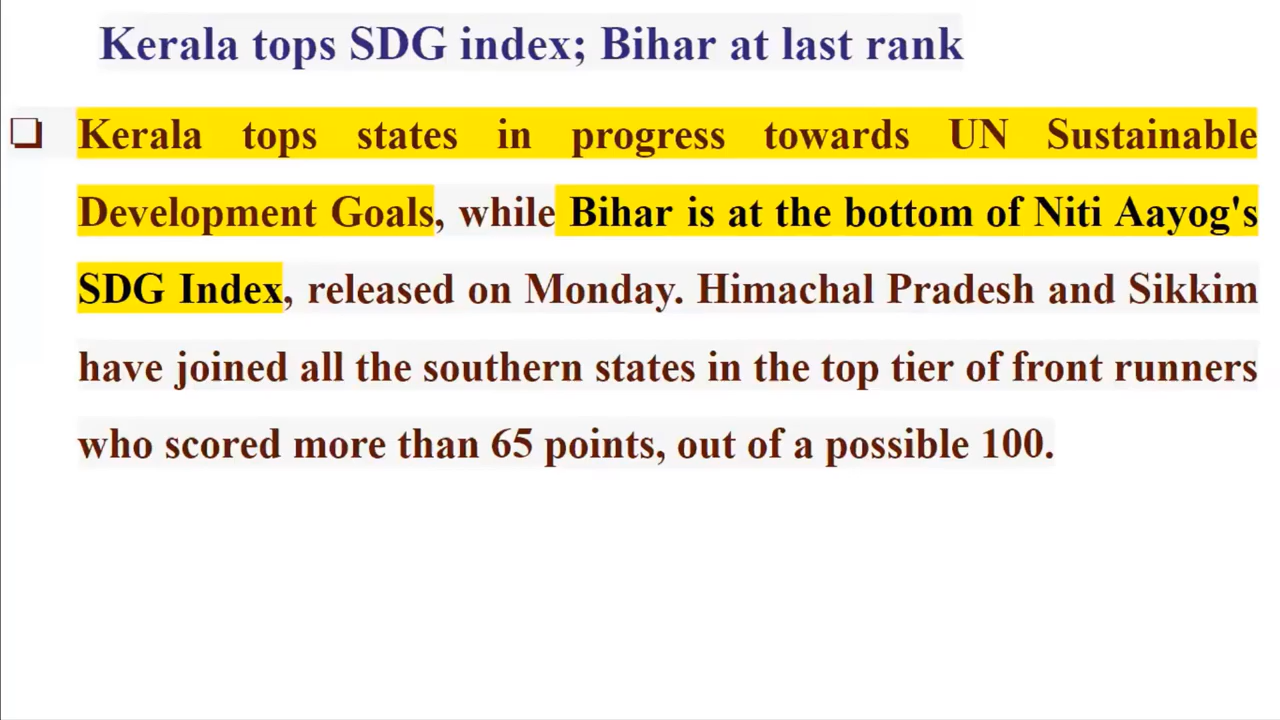 Kerala tops SDG index; Bihar at last rank
❑ Kerala tops states in progress towards UN Sustainable
Development Goals, while Bihar is at the bottom of Niti Aayog's
SDG Index, released on Monday. Himachal Pradesh and Sikkim
have joined all the southern states in the top tier of front runners
who scored more than 65 points, out of a possible 100.